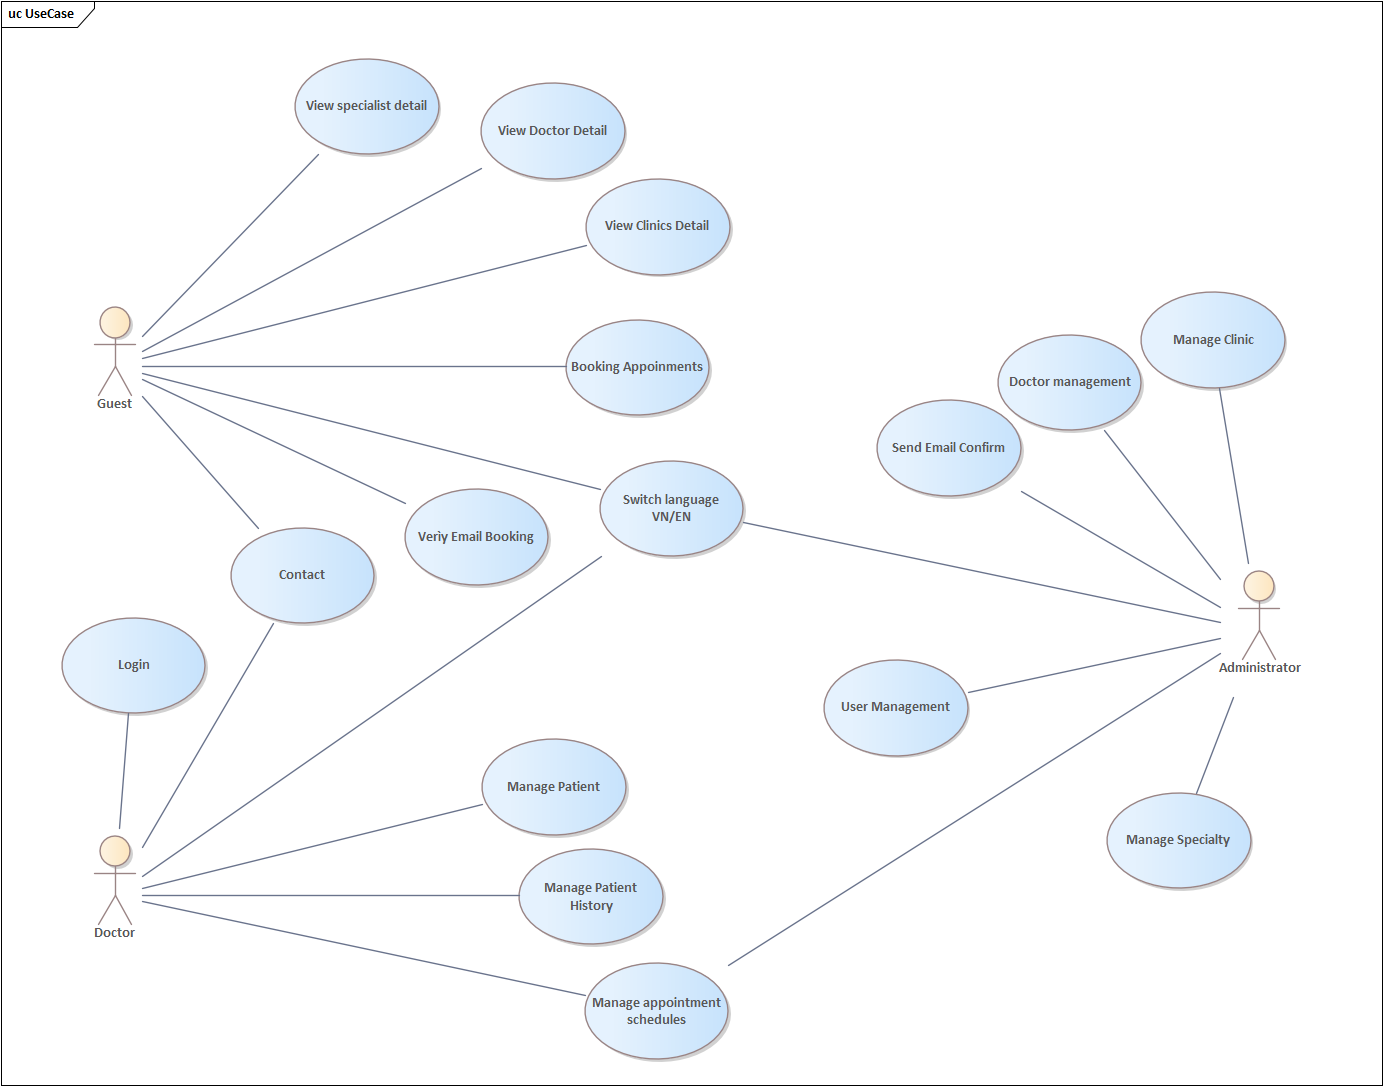 uc UseCase
View specialist detail
View Doctor Detail
View Clinics Detail
Guest
Booking Appoinments
Manage Clinic
Doctor management
Send Email Confirm
Switch language
VN/EN
Veriy Email Booking
Contact
Login
Administrator
User Management
Manage Patient
Manage Specialty
Manage Patient
History
Doctor
Manage appointment
schedules